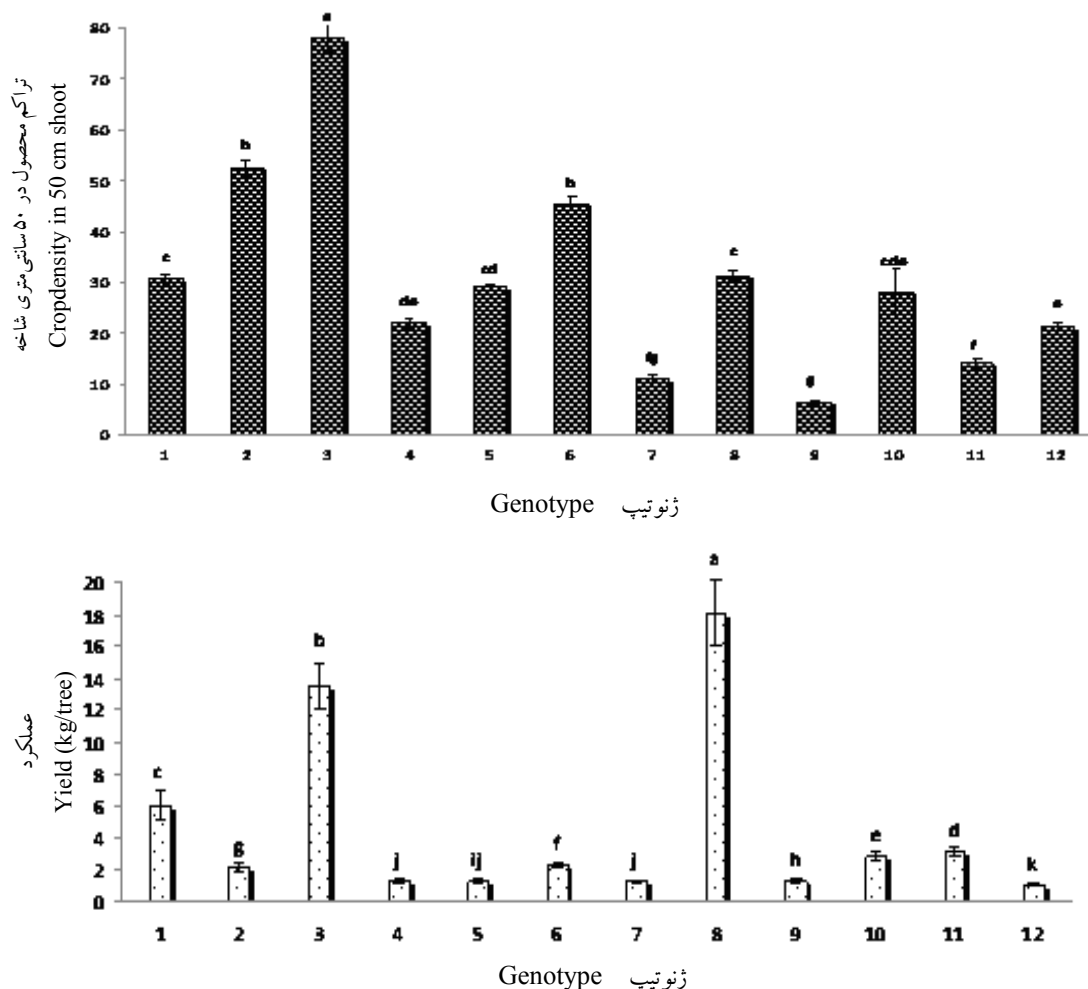 تراکم محصول در ۵۰ سانتی‌متری شاخه
Cropdensity in 50 cm shoot
80
70
60
50
40
30
20
10
0
c
b
a
de
cd
b
fg
c
g
cde
f
e
1 2 3 4 5 6 7 8 9 10 11 12
Genotype ژنوتیپ
عملکرد
Yield (kg/tree)
20
18
16
14
12
10
8
6
4
2
0
c
g
b
j
ij
f
j
a
h
e
d
k
1 2 3 4 5 6 7 8 9 10 11 12
Genotype ژنوتیپ